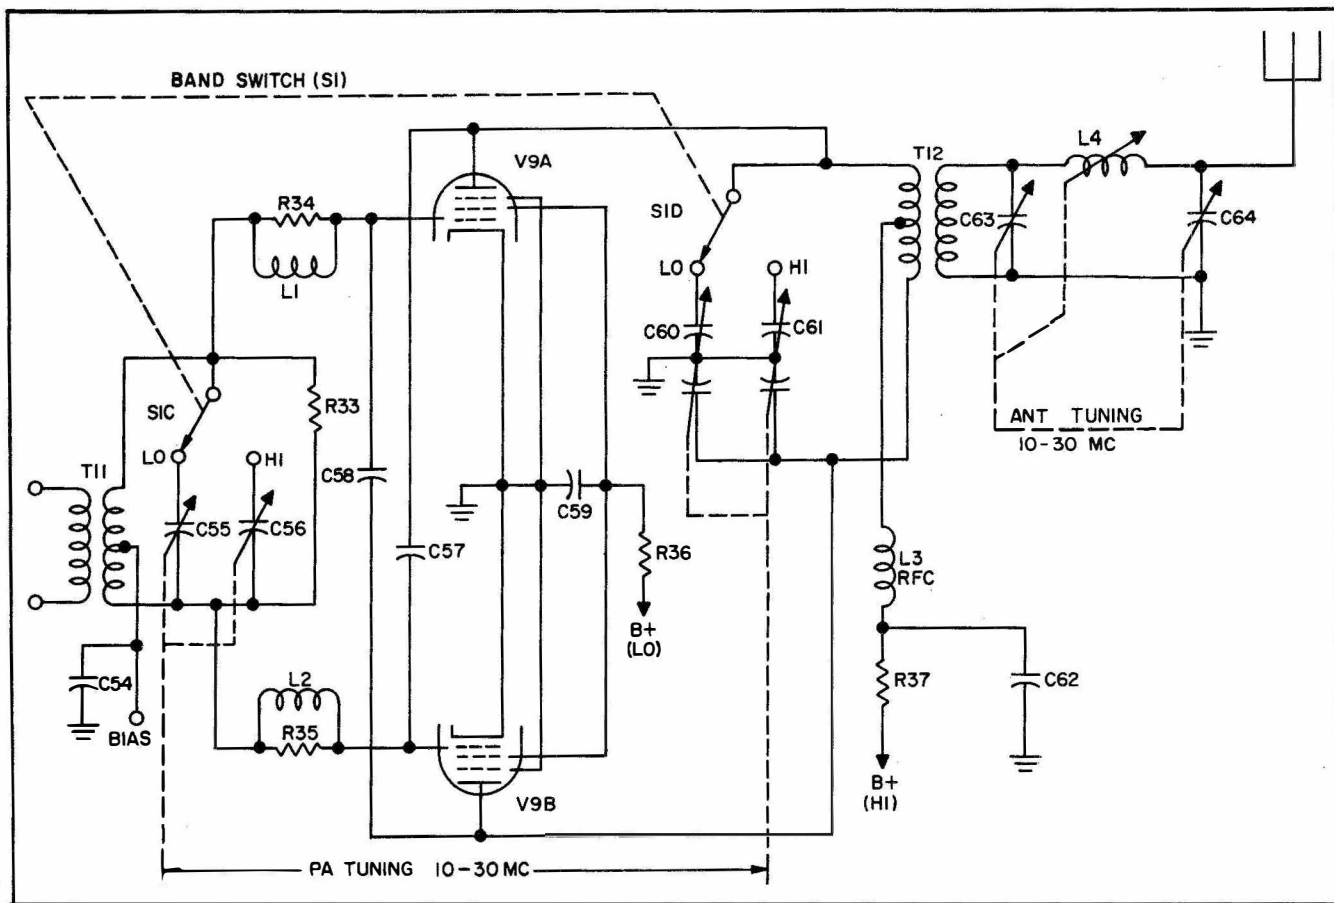 BAND SWITCH (S1)
V9A
T12
L4
R34
S1D
C63
C64
L1
LO
HI
C60
C61
R33
S1C
ANT TUNING
10-30 MC
LO
HI
T11
C58
C59
C55
C56
C57
R36
L3
RFC
B+
(LO)
C54
L2
R37
C62
BIAS
R35
B+
(HI)
V9B
PA TUNING 10-30 MC